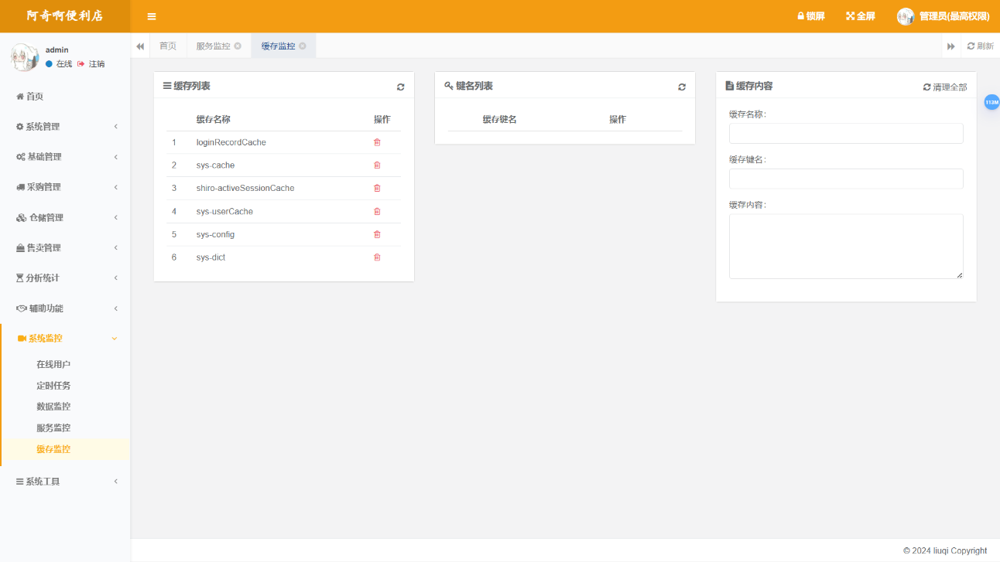 阿奇啊便利店
锁屏 全屏 管理员(最高权限)
admin
在线 注销
首页 服务监控 缓存监控 刷新
首页
系统管理
基础管理
采购管理
仓储管理
售卖管理
分析统计
辅助功能
系统监控
在线用户
定时任务
数据监控
服务监控
缓存监控
系统工具
缓存列表
缓存名称 操作
1 loginRecordCache
2 sys-cache
3 shiro-activeSessionCache
4 sys-userCache
5 sys-config
6 sys-dict
键名列表
缓存键名 操作
缓存内容 清理全部
缓存名称:
缓存键名:
缓存内容:
113M
© 2024 liuqi Copyright